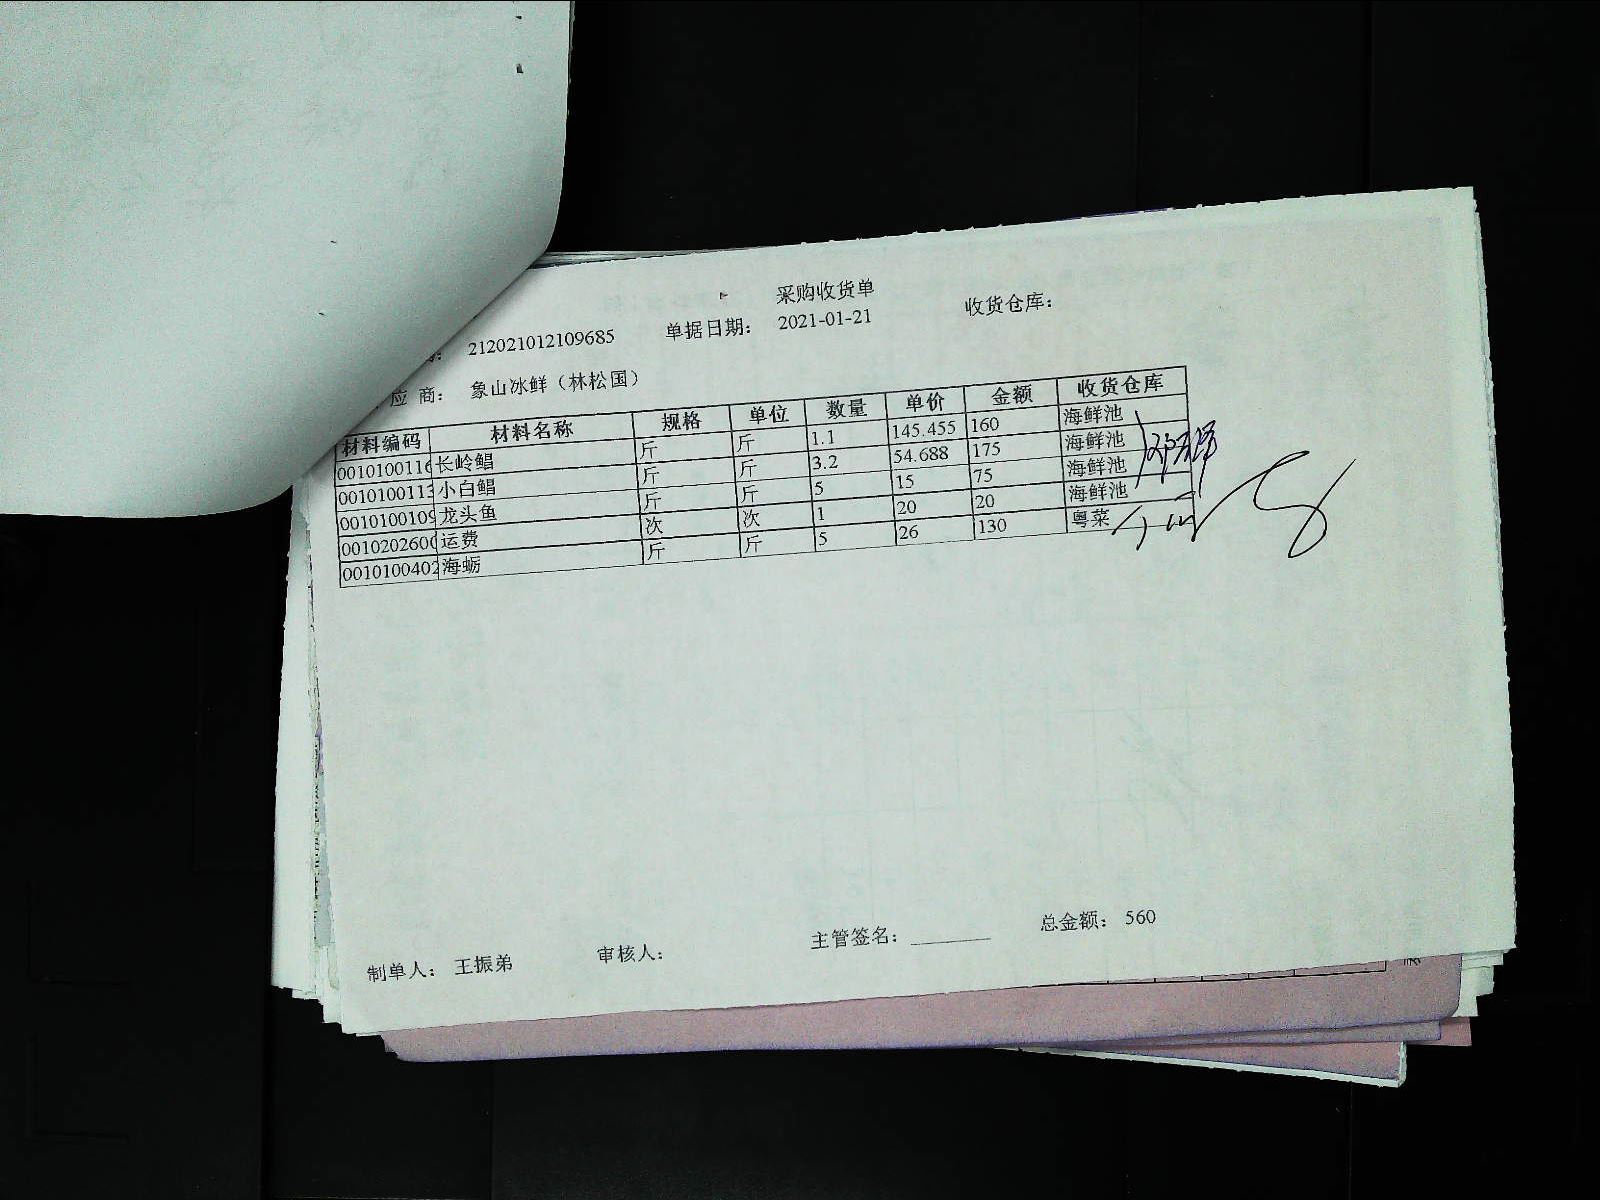 采购收货单
212021012109685 单据日期： 2021-01-21 收货仓库：
应 商： 象山冰鲜（林松国）
材料编码 材料名称 规格 单位 数量 单价 金额 收货仓库
0010100116 长岭鲳 斤 斤 1.1 145.455 160 海鲜池
0010100113 小白鲳 斤 斤 3.2 54.688 175 海鲜池
0010100109 龙头鱼 斤 斤 5 15 75 海鲜池
0010202600 运费 次 次 1 20 20 海鲜池
0010100402 海蛎 斤 斤 5 26 130 粤菜
制单人： 王振弟 审核人： 主管签名： 总金额： 560